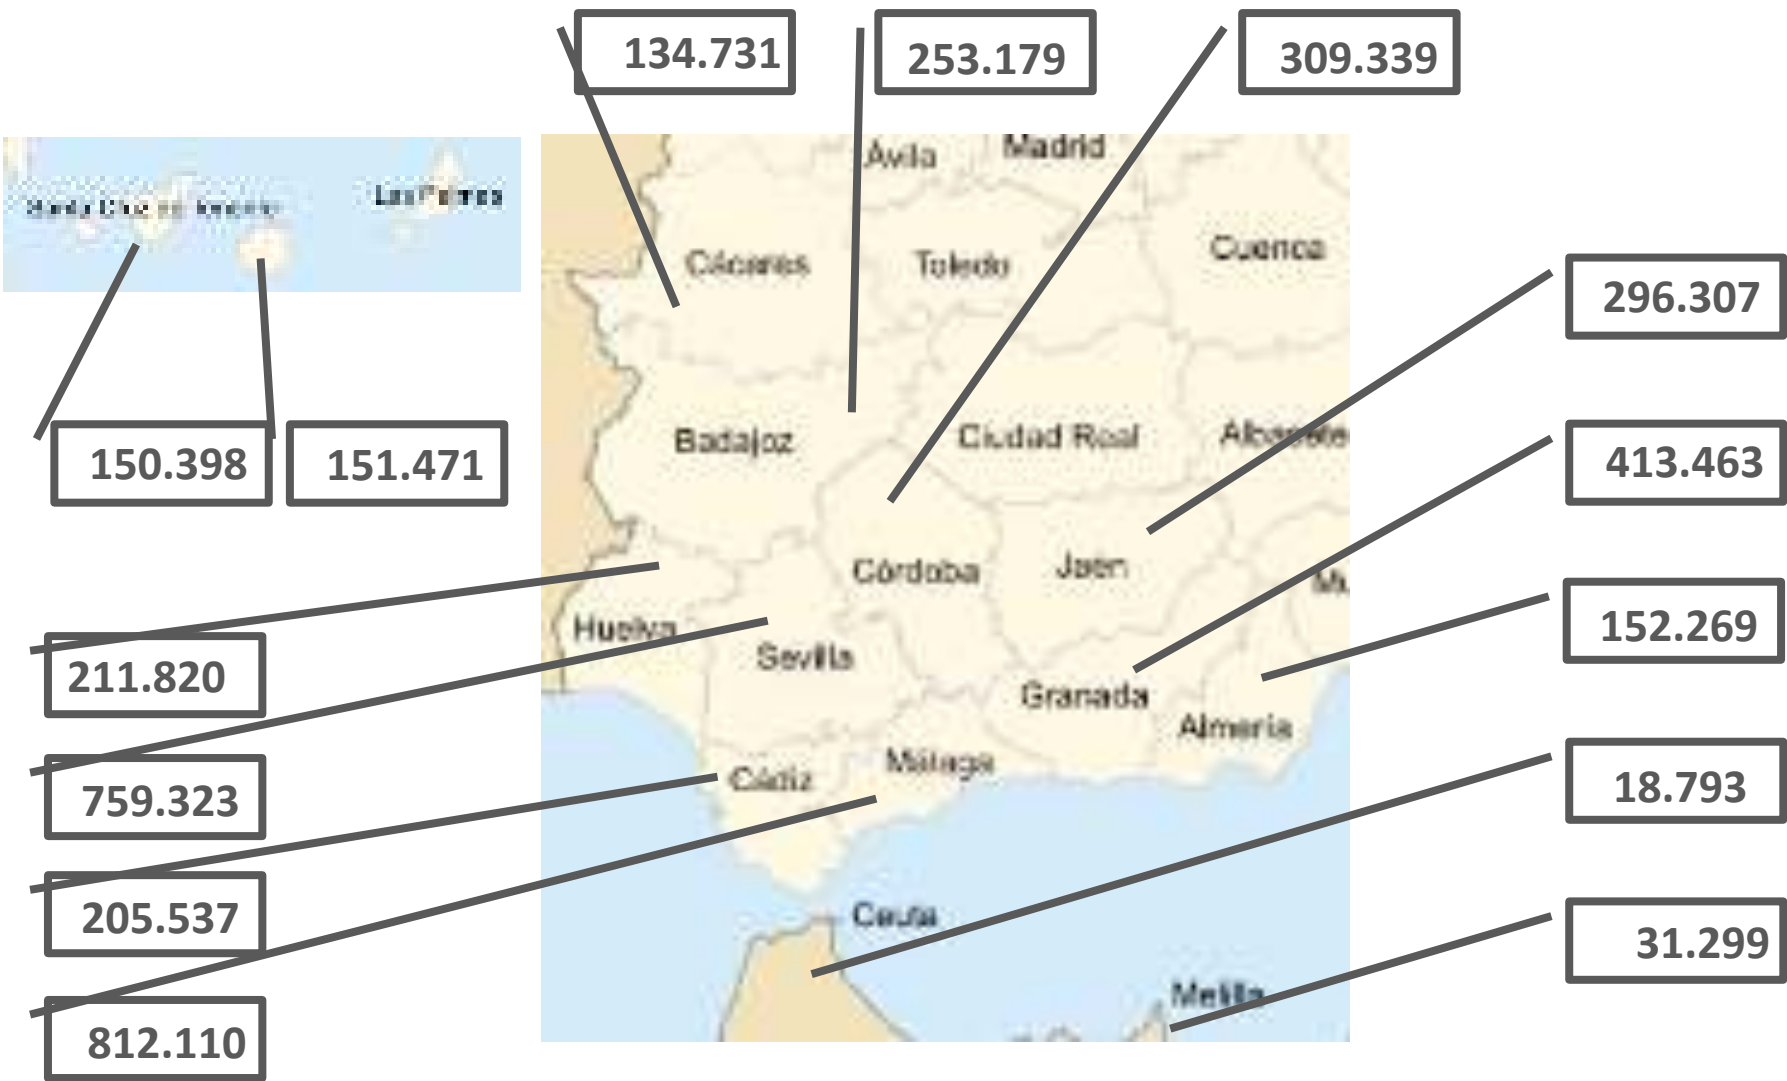 134.731
253.179
309.339
Ávila
Madrid
Las Palmas
Cáceres
Toledo
Cuenca
296.307
150.398
151.471
Badajoz
Ciudad Real
413.463
Córdoba
Jaén
Huelva
Sevilla
152.269
211.820
Granada
Almería
Cádiz
Málaga
18.793
759.323
205.537
Ceuta
31.299
Melilla
812.110